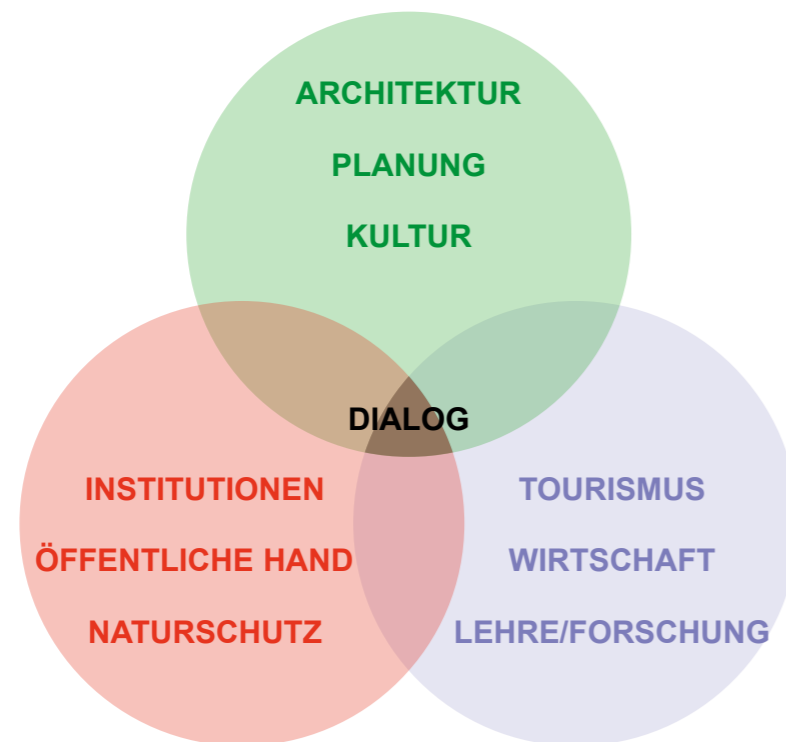 ARCHITEKTUR
PLANUNG
KULTUR
DIALOG
INSTITUTIONEN
ÖFFENTLICHE HAND
NATURSCHUTZ
TOURISMUS
WIRTSCHAFT
LEHRE/FORSCHUNG